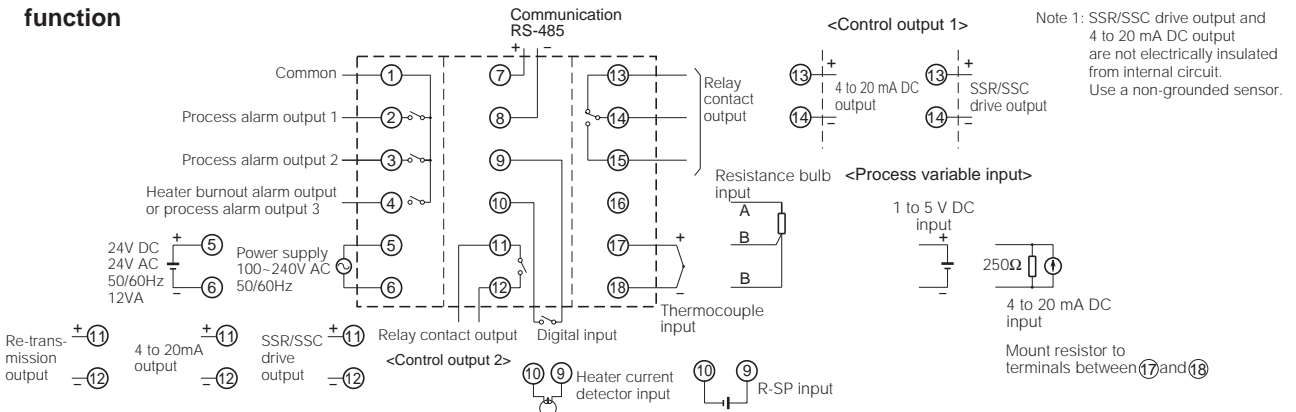 function
Communication
RS-485
+ −
<Control output 1>
Note 1: SSR/SSC drive output and
4 to 20 mA DC output
are not electrically insulated
from internal circuit.
Use a non-grounded sensor.
Common
1
7
13
Relay
contact
output
13
+
4 to 20 mA DC
output
14
−
13
+
SSR/SSC
drive output
14
−
Process alarm output 1
2
8
14
Process alarm output 2
3
9
15
Heater burnout alarm output
or process alarm output 3
4
10
16
Resistance bulb
input
A
B
B
<Process variable input>
1 to 5 V DC
input
+
−
250Ω
4 to 20 mA DC
input
Mount resistor to
terminals between 17 and 18
24V DC
24V AC
50/60Hz
12VA
+
5
−
6
Power supply
100~240V AC
50/60Hz
5
11
17
+
6
12
18
−
Thermocouple
input
Re-trans-
mission
output
+ 11
− 12
4 to 20mA
output
+ 11
− 12
SSR/SSC
drive
output
+ 11
− 12
Relay contact output
Digital input
<Control output 2>
10 9
Heater current
detector input
10 9
R-SP input